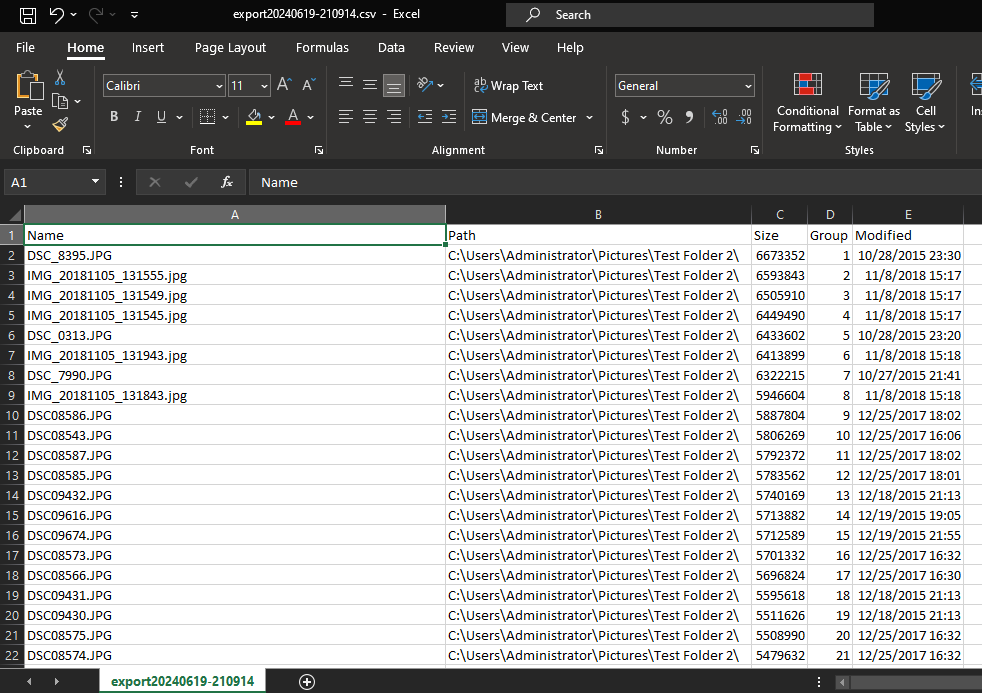 export20240619-210914.csv - Excel
Search
File Home Insert Page Layout Formulas Data Review View Help
Calibri 11 A A Wrap Text General
Paste B I U A Merge & Center $ % Conditional Formatting Format as Table Cell Styles
Clipboard Font Alignment Number Styles
A1 fx Name
A B C D E
1 Name Path Size Group Modified
2 DSC_8395.JPG C:\Users\Administrator\Pictures\Test Folder 2\ 6673352 1 10/28/2015 23:30
3 IMG_20181105_131555.jpg C:\Users\Administrator\Pictures\Test Folder 2\ 6593843 2 11/8/2018 15:17
4 IMG_20181105_131549.jpg C:\Users\Administrator\Pictures\Test Folder 2\ 6505910 3 11/8/2018 15:17
5 IMG_20181105_131545.jpg C:\Users\Administrator\Pictures\Test Folder 2\ 6449490 4 11/8/2018 15:17
6 DSC_0313.JPG C:\Users\Administrator\Pictures\Test Folder 2\ 6433602 5 10/28/2015 23:20
7 IMG_20181105_131943.jpg C:\Users\Administrator\Pictures\Test Folder 2\ 6413899 6 11/8/2018 15:18
8 DSC_7990.JPG C:\Users\Administrator\Pictures\Test Folder 2\ 6322215 7 10/27/2015 21:41
9 IMG_20181105_131843.jpg C:\Users\Administrator\Pictures\Test Folder 2\ 5946604 8 11/8/2018 15:18
10 DSC08586.JPG C:\Users\Administrator\Pictures\Test Folder 2\ 5887804 9 12/25/2017 18:02
11 DSC08543.JPG C:\Users\Administrator\Pictures\Test Folder 2\ 5806269 10 12/25/2017 16:06
12 DSC08587.JPG C:\Users\Administrator\Pictures\Test Folder 2\ 5792372 11 12/25/2017 18:02
13 DSC08585.JPG C:\Users\Administrator\Pictures\Test Folder 2\ 5783562 12 12/25/2017 18:01
14 DSC09432.JPG C:\Users\Administrator\Pictures\Test Folder 2\ 5740169 13 12/18/2015 21:13
15 DSC09616.JPG C:\Users\Administrator\Pictures\Test Folder 2\ 5713882 14 12/19/2015 19:05
16 DSC09674.JPG C:\Users\Administrator\Pictures\Test Folder 2\ 5712589 15 12/19/2015 21:55
17 DSC08573.JPG C:\Users\Administrator\Pictures\Test Folder 2\ 5701332 16 12/25/2017 16:32
18 DSC08566.JPG C:\Users\Administrator\Pictures\Test Folder 2\ 5696824 17 12/25/2017 16:30
19 DSC09431.JPG C:\Users\Administrator\Pictures\Test Folder 2\ 5595618 18 12/18/2015 21:13
20 DSC09430.JPG C:\Users\Administrator\Pictures\Test Folder 2\ 5511626 19 12/18/2015 21:13
21 DSC08575.JPG C:\Users\Administrator\Pictures\Test Folder 2\ 5508990 20 12/25/2017 16:32
22 DSC08574.JPG C:\Users\Administrator\Pictures\Test Folder 2\ 5479632 21 12/25/2017 16:32
export20240619-210914